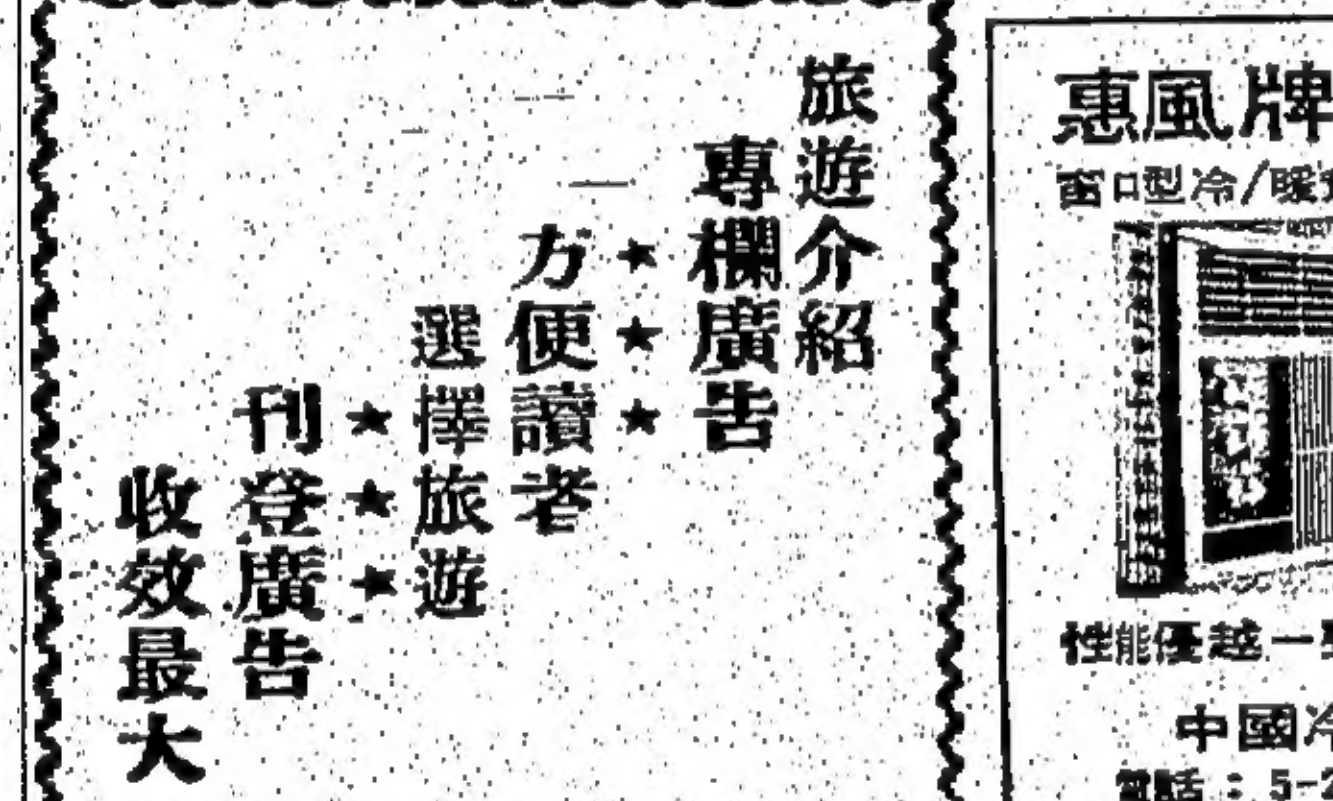 旅遊介紹
專欄廣告
★★★
方便讀者
選擇旅遊
★★★
刊登廣告
收效最大
惠風牌
窗口型冷/暖
性能優越一
中國冷
電話：5-2